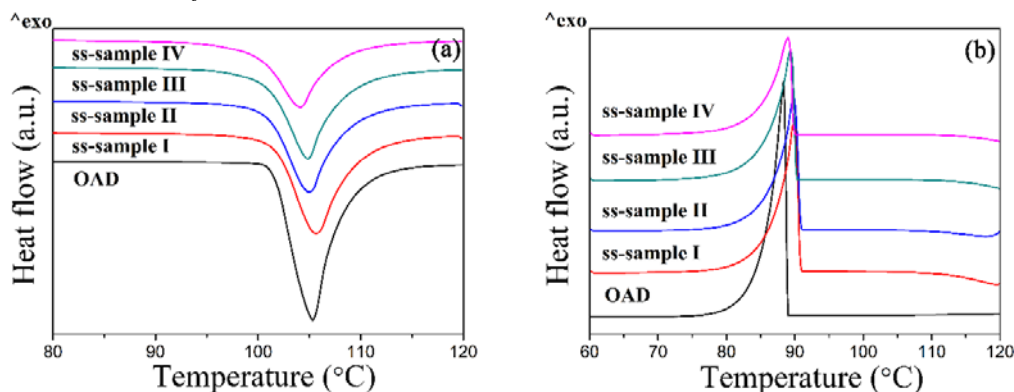 ^exo
(a)
ss-sample IV
ss-sample III
ss-sample II
ss-sample I
OAD
Heat flow (a.u.)
80 90 100 110 120
Temperature (°C)
^exo
(b)
ss-sample IV
ss-sample III
ss-sample II
ss-sample I
OAD
Heat flow (a.u.)
60 70 80 90 100 110 120
Temperature (°C)